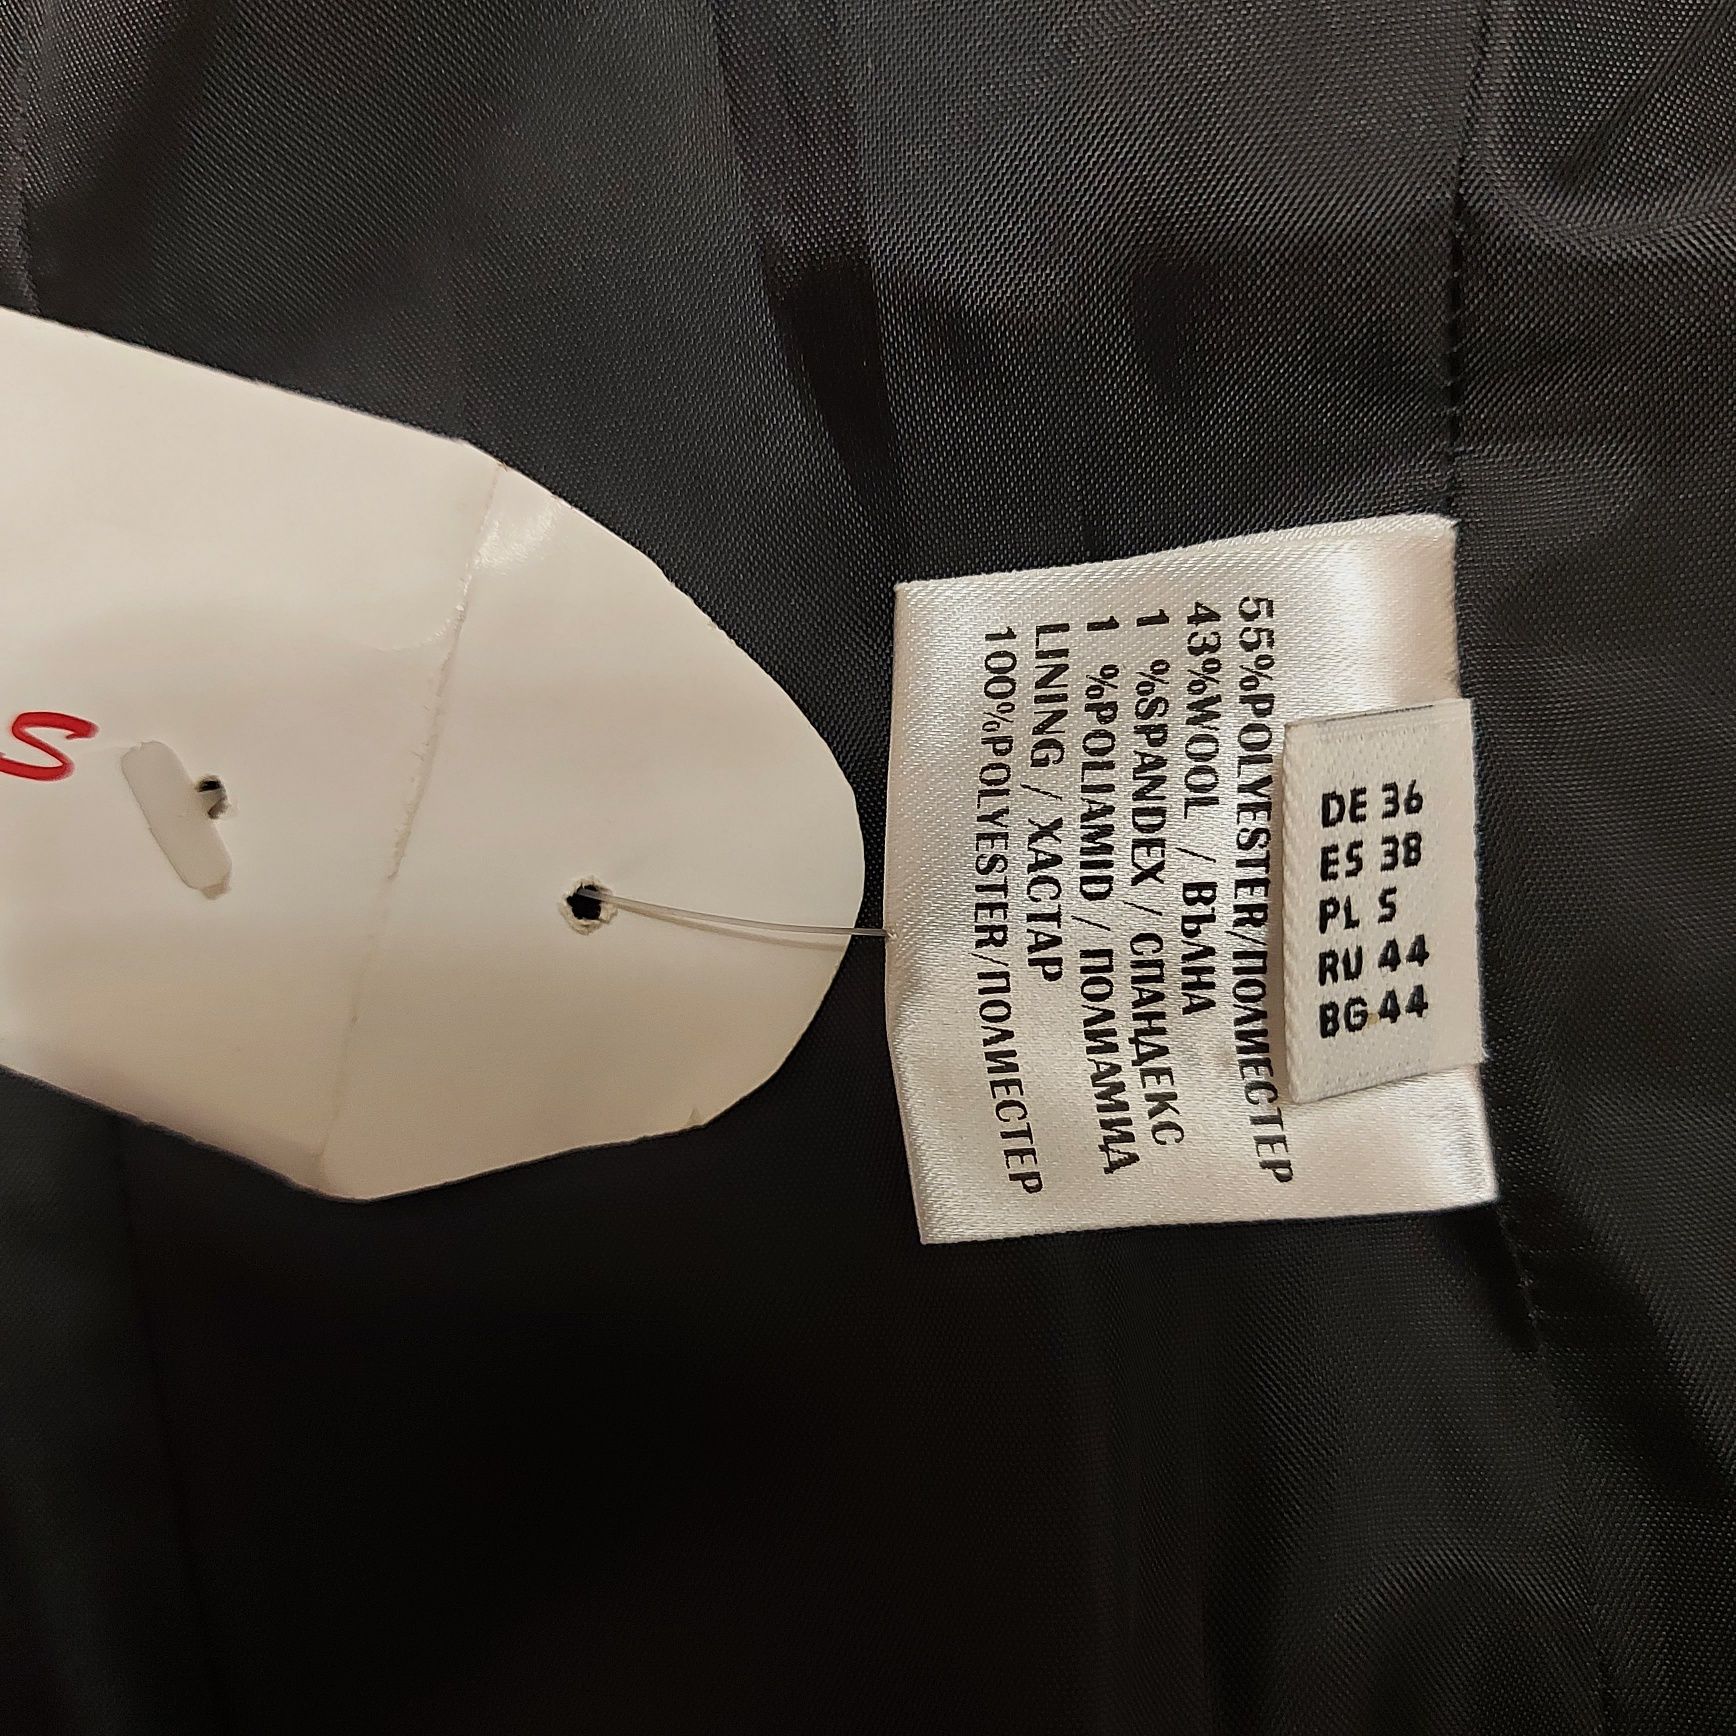 S
55%POLYESTER/ПОЛИЕСТЕР
43%WOOL / ВЪЛНА
1 %SPANDEX / СПАНДЕКС
1 %POLIAMID / ПОЛИАМИД
LINING / ХАСТАР
100%POLYESTER/ПОЛИЕСТЕР
DE 36
ES 38
PL S
RU 44
BG 44